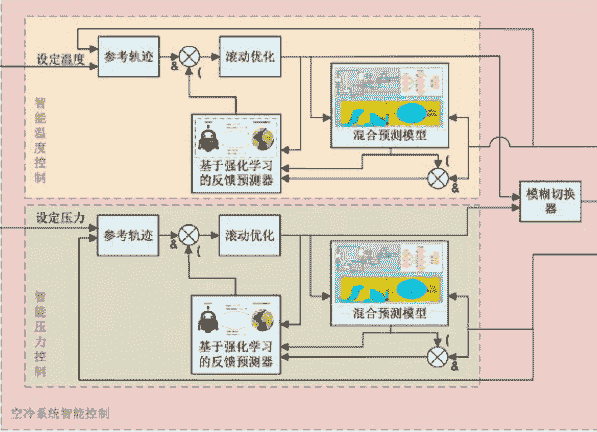 设定温度
参考轨迹
&
(
滚动优化
智能温度控制
基于强化学习
的反馈预测器
混合预测模型
(
&
模糊切换
器
设定压力
参考轨迹
&
(
滚动优化
智能压力控制
基于强化学习
的反馈预测器
混合预测模型
(
&
空冷系统智能控制